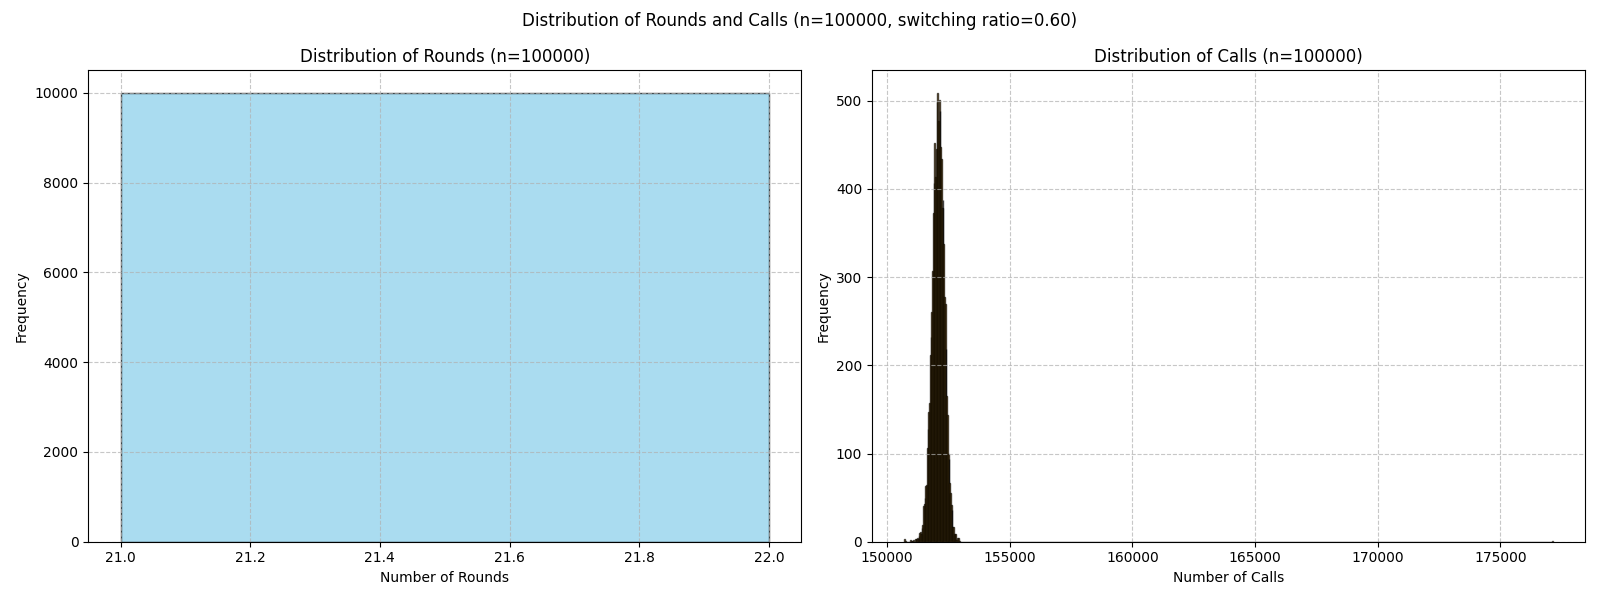 Distribution of Rounds and Calls (n=100000, switching ratio=0.60)
Distribution of Rounds (n=100000)
Frequency
10000
8000
6000
4000
2000
0
21.0 21.2 21.4 21.6 21.8 22.0
Number of Rounds
Distribution of Calls (n=100000)
Frequency
500
400
300
200
100
0
150000 155000 160000 165000 170000 175000
Number of Calls